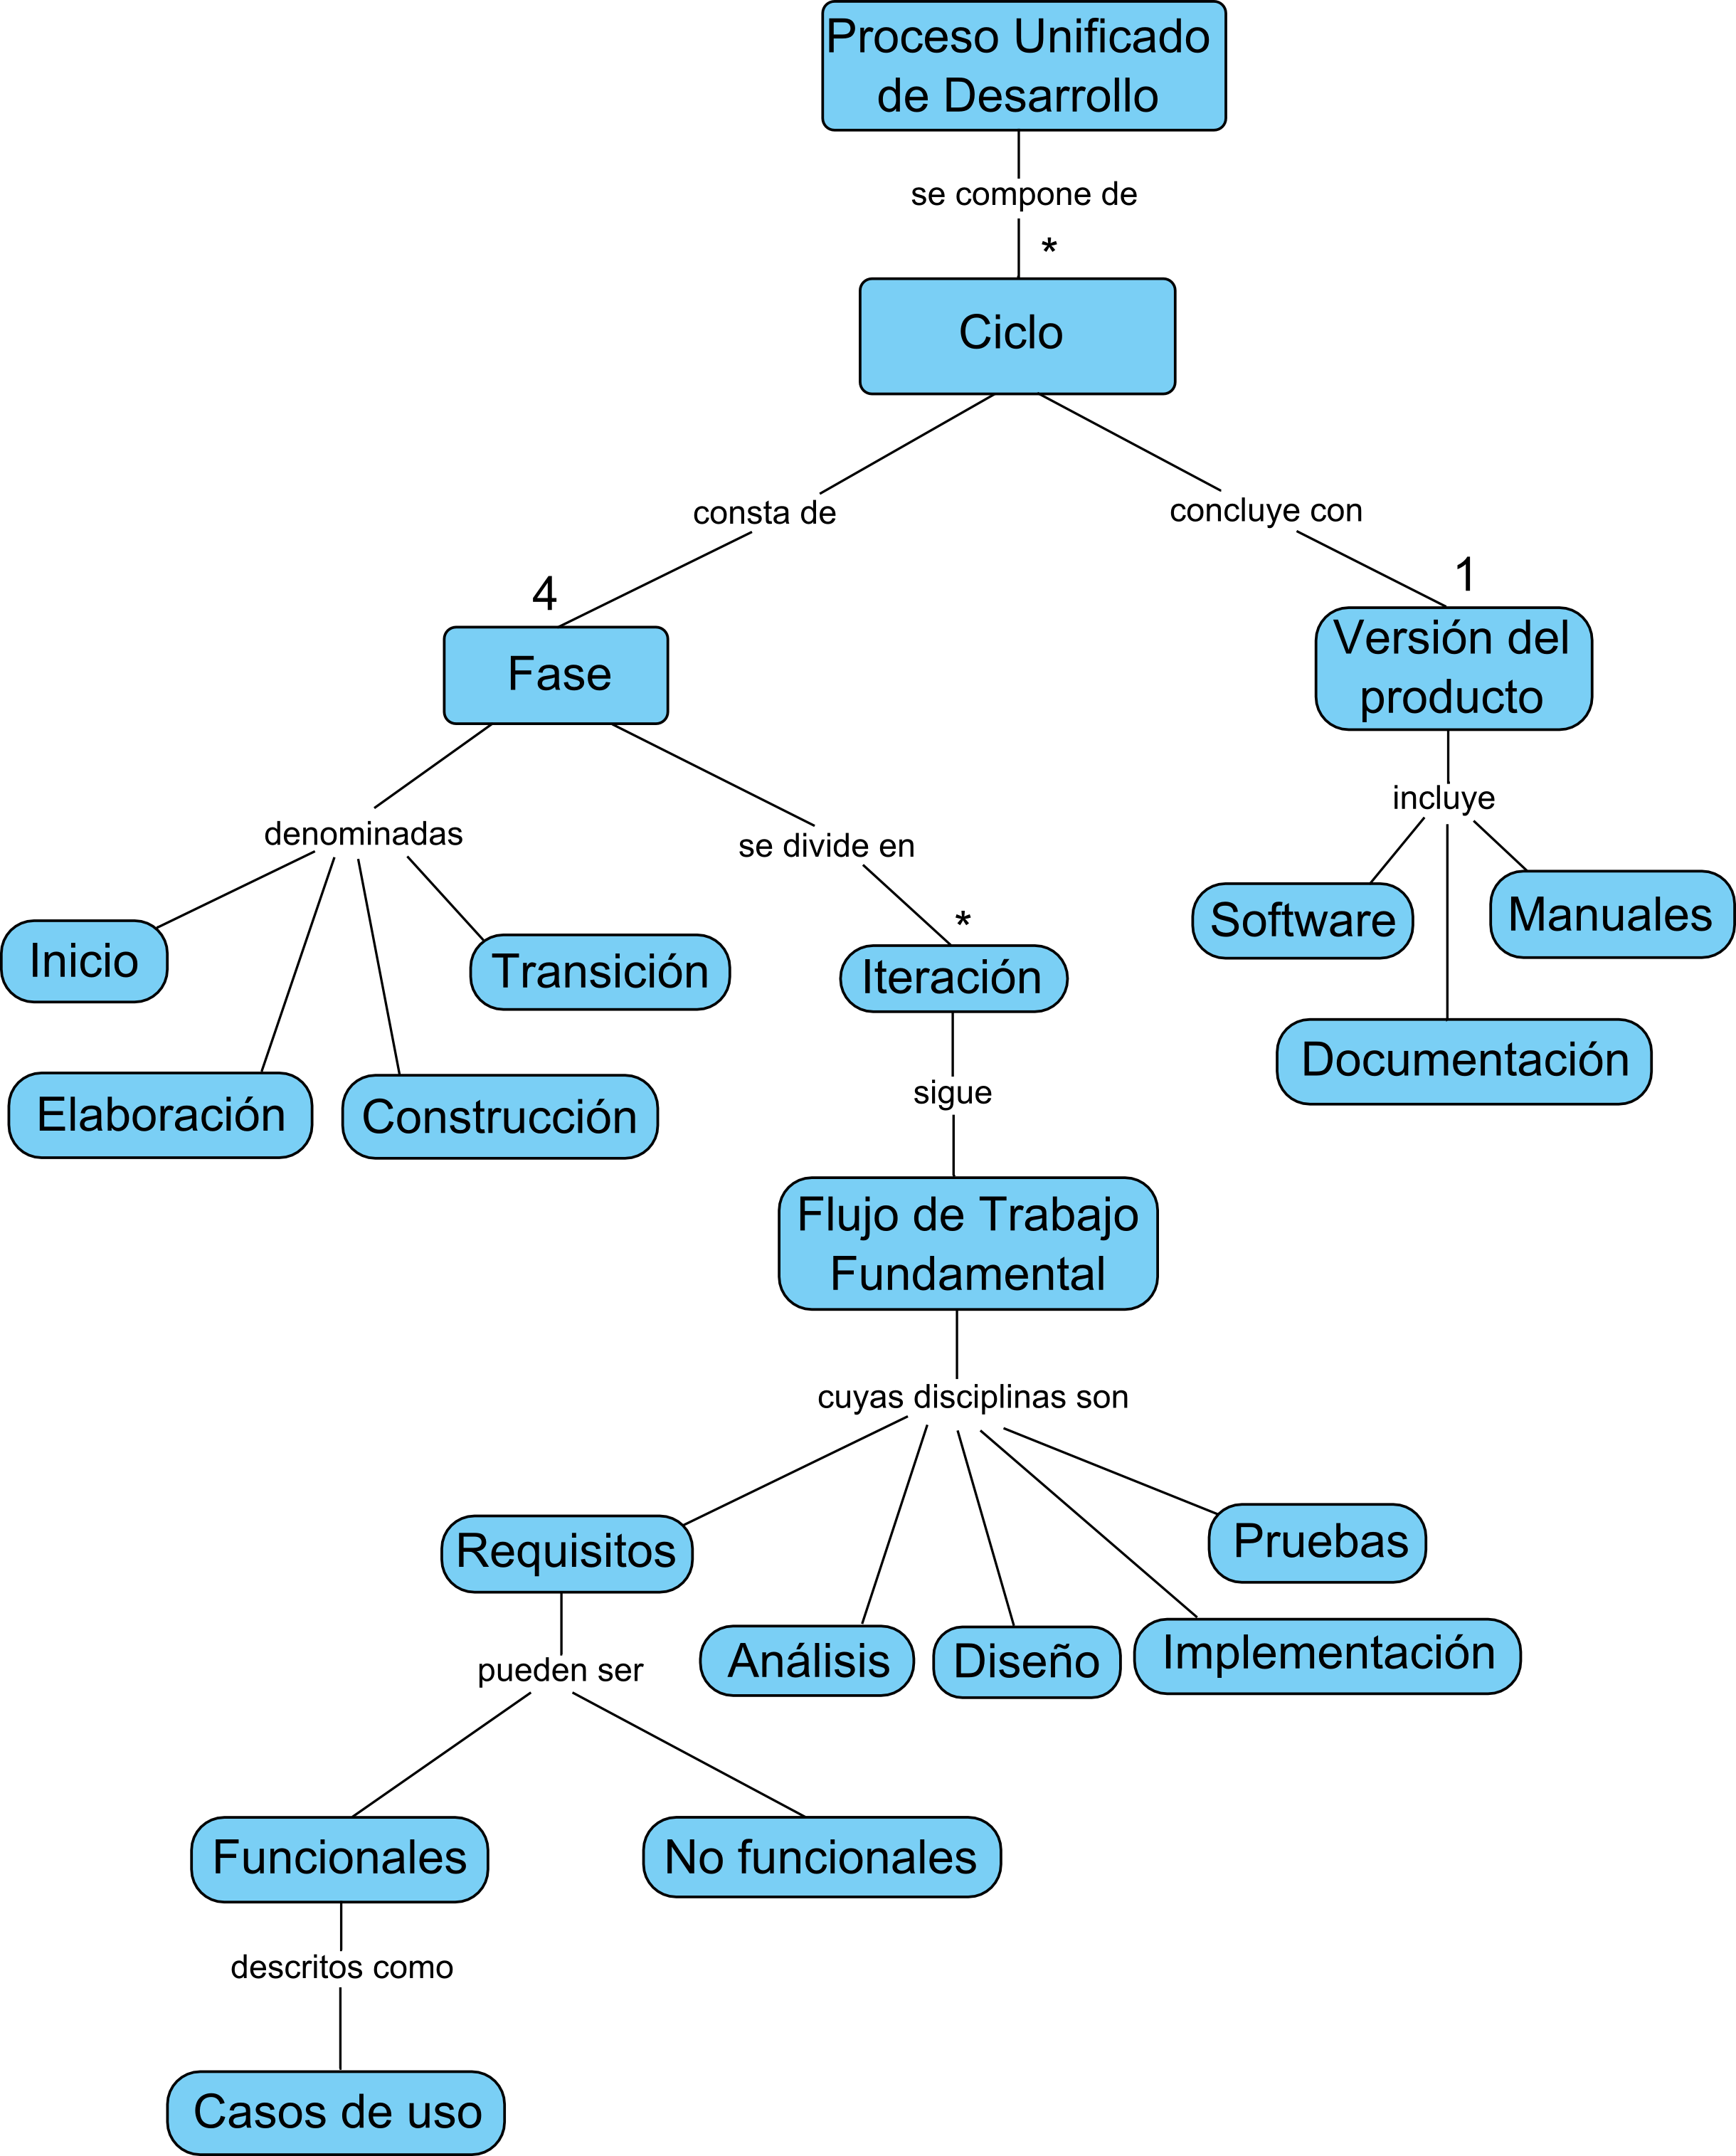 Proceso Unificado
de Desarrollo
se compone de
*
Ciclo
consta de
concluye con
4
1
Fase
Versión del
producto
denominadas
se divide en
incluye
*
Inicio
Transición
Iteración
Software
Manuales
Elaboración
Construcción
Documentación
sigue
Flujo de Trabajo
Fundamental
cuyas disciplinas son
Requisitos
Pruebas
Análisis
Diseño
Implementación
pueden ser
Funcionales
No funcionales
descritos como
Casos de uso